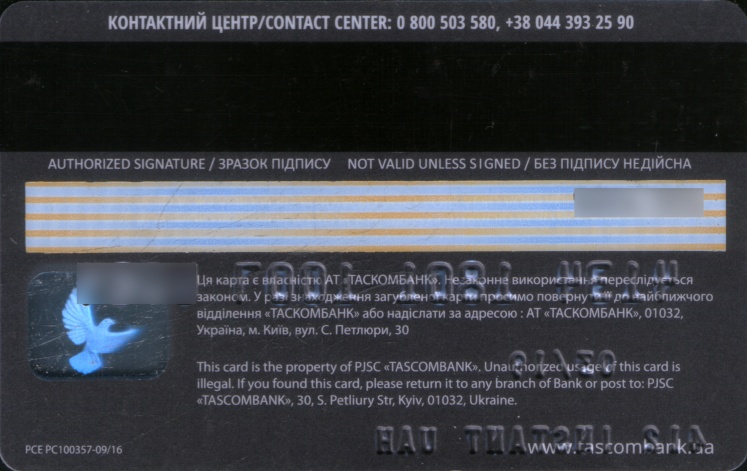 КОНТАКТНИЙ ЦЕНТР/CONTACT CENTER: 0 800 503 580, +38 044 393 25 90
AUTHORIZED SIGNATURE / ЗРАЗОК ПІДПИСУ NOT VALID UNLESS SIGNED / БЕЗ ПІДПИСУ НЕДІЙСНА
Ця карта є власністю АТ «ТАСКОМБАНК». Незаконне використання переслідується
законом. У разі знаходження загубленої карти просимо повернути її до найближчого
відділення «ТАСКОМБАНК» або надіслати за адресою : АТ «ТАСКОМБАНК», 01032,
Україна, м. Київ, вул. С. Петлюри, 30
This card is the property of PJSC «TASCOMBANK». Unauthorized usage of this card is
illegal. If you found this card, please return it to any branch of Bank or post to: PJSC
«TASCOMBANK», 30, S. Petliury Str, Kyiv, 01032, Ukraine.
PCE PC100357-09/16
www.tascombank.ua